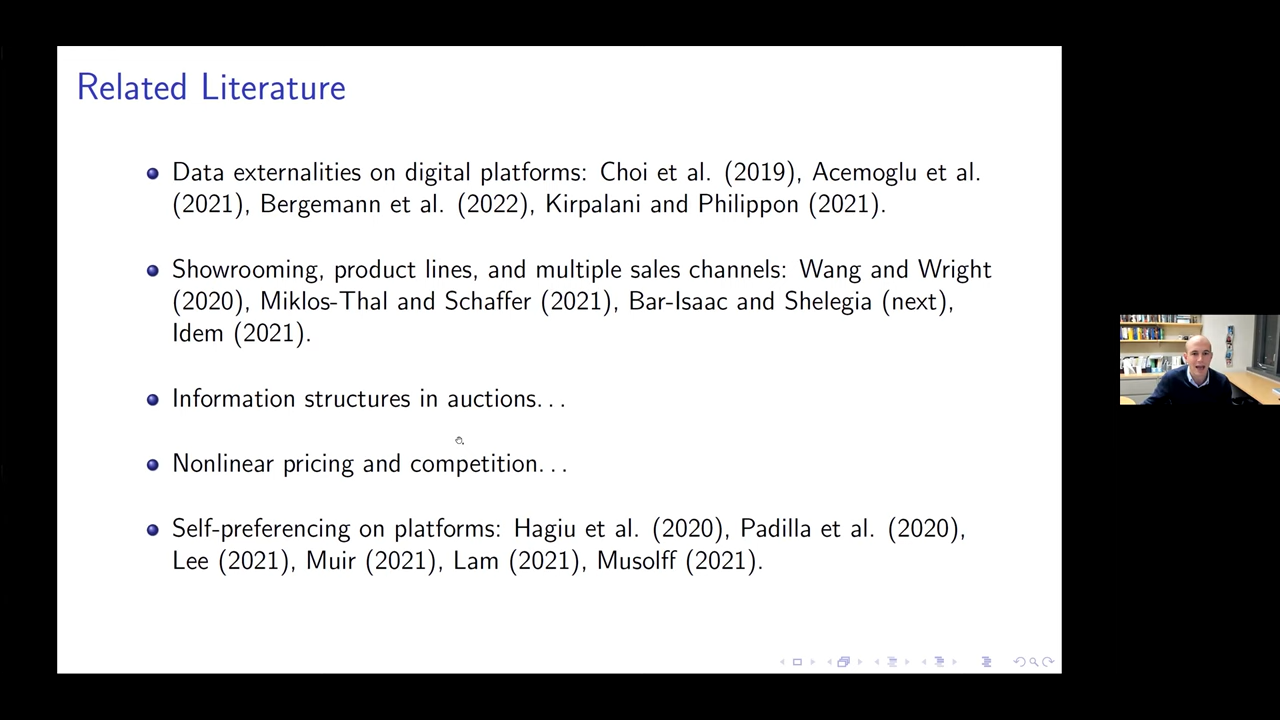 Related Literature
Data externalities on digital platforms: Choi et al. (2019), Acemoglu et al.
(2021), Bergemann et al. (2022), Kirpalani and Philippon (2021).
Showrooming, product lines, and multiple sales channels: Wang and Wright
(2020), Miklos-Thal and Schaffer (2021), Bar-Isaac and Shelegia (next),
Idem (2021).
Information structures in auctions. . .
Nonlinear pricing and competition. . .
Self-preferencing on platforms: Hagiu et al. (2020), Padilla et al. (2020),
Lee (2021), Muir (2021), Lam (2021), Musolff (2021).